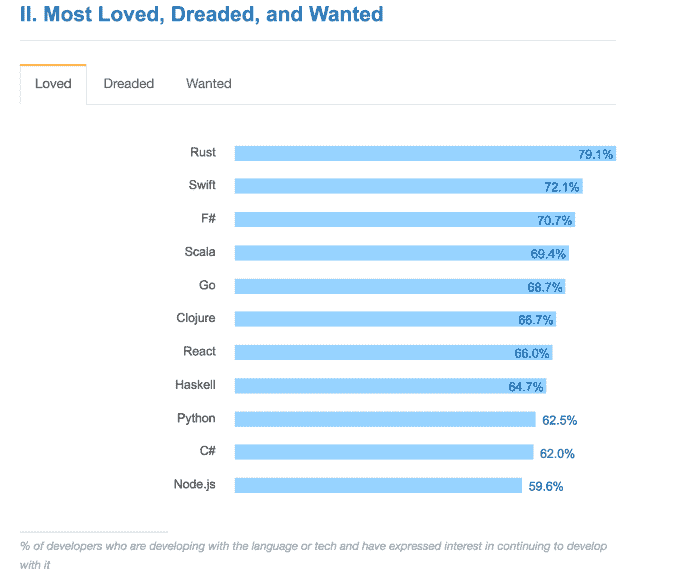 II. Most Loved, Dreaded, and Wanted
Loved Dreaded Wanted
Rust 79.1%
Swift 72.1%
F# 70.7%
Scala 69.4%
Go 68.7%
Clojure 66.7%
React 66.0%
Haskell 64.7%
Python 62.5%
C# 62.0%
Node.js 59.6%
% of developers who are developing with the language or tech and have expressed interest in continuing to develop
with it